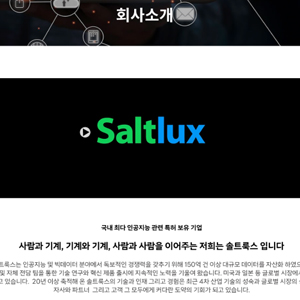 회사소개
Saltlux
국내 최다 인공지능 관련 특허 보유 기업
사람과 기계, 기계와 기계, 사람과 사람을 이어주는 저희는 솔트룩스 입니다
트룩스는 인공지능 및 빅데이터 분야에서 독보적인 경쟁력을 갖추기 위해 150억 건 이상 대규모 데이터를 자산화 하였으
및 자체 전담 팀을 통한 기술 연구와 혁신 제품 출시에 지속적인 노력을 기울여 왔습니다. 미국과 일본 등 글로벌 시장에서
고 있습니다. 20년 이상 축적해 온 솔트룩스의 기술과 인재 그리고 경험은 최근 4차 산업 기술의 성숙과 글로벌 시장의
자사와 파트너 그리고 고객 그 모두에게 커다란 도약의 기회가 되고 있습니다.